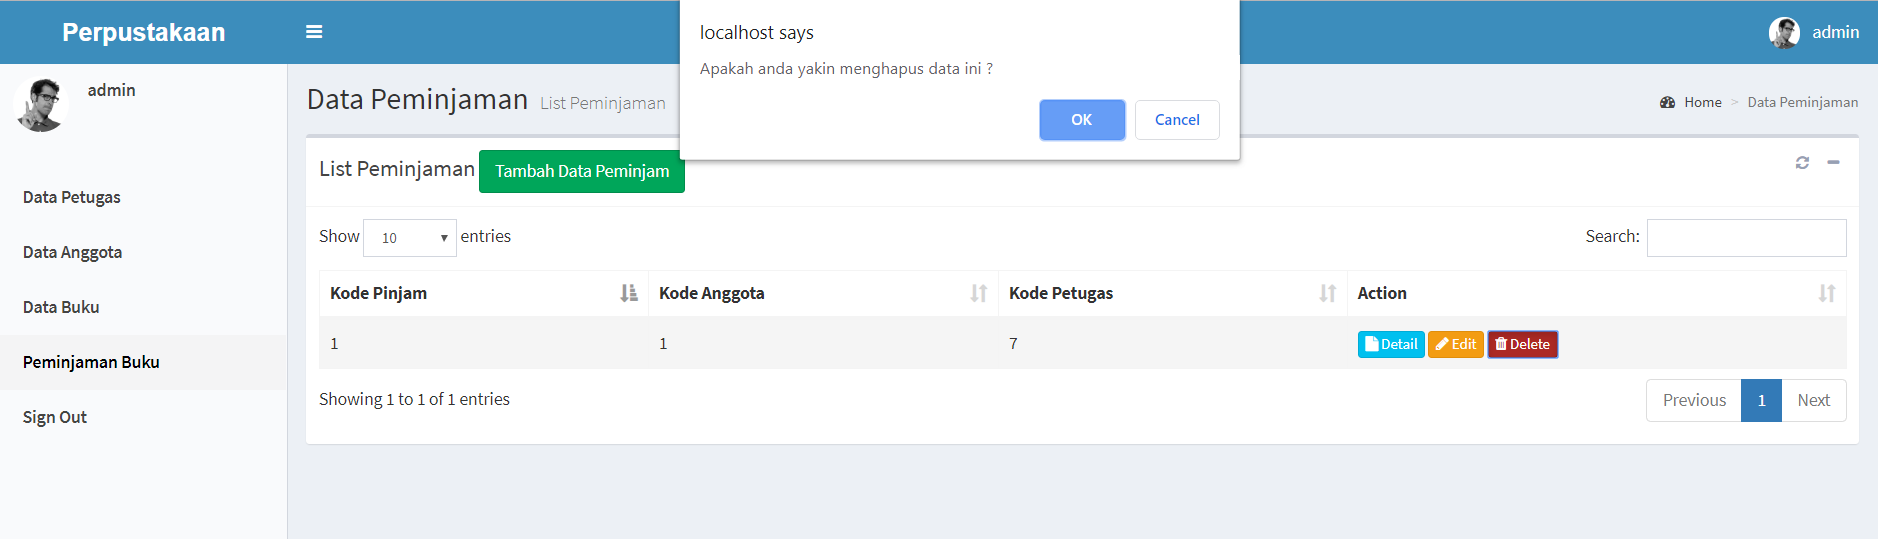 Perpustakaan
admin
localhost says
Apakah anda yakin menghapus data ini ?
OK Cancel
admin
Data Petugas
Data Anggota
Data Buku
Peminjaman Buku
Sign Out
Data Peminjaman List Peminjaman
Home > Data Peminjaman
List Peminjaman Tambah Data Peminjam
Show 10 entries Search:
Kode Pinjam Kode Anggota Kode Petugas Action
1 1 7 Detail Edit Delete
Showing 1 to 1 of 1 entries
Previous 1 Next